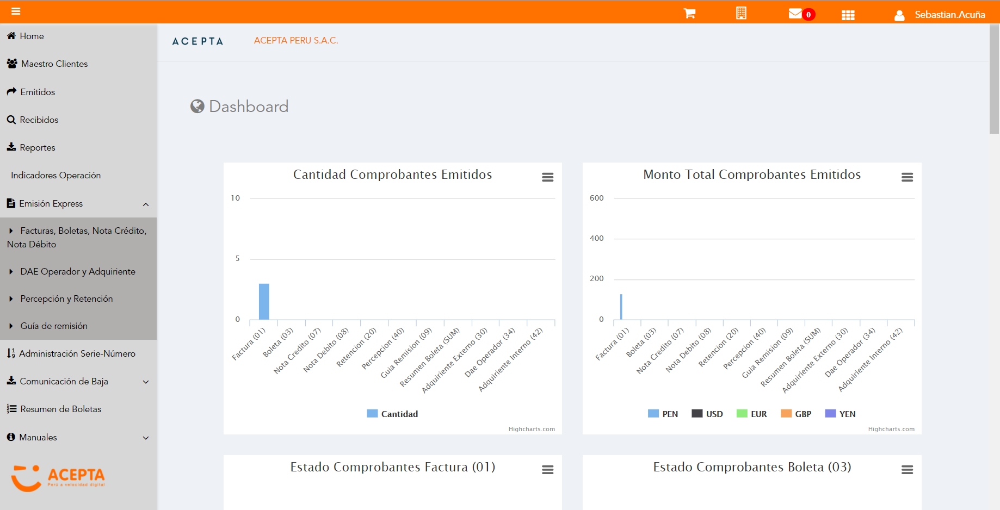 0
Sebastian.Acuña
Home
Maestro Clientes
Emitidos
Recibidos
Reportes
Indicadores Operación
Emisión Express
Facturas, Boletas, Nota Crédito,
Nota Débito
DAE Operador y Adquiriente
Percepción y Retención
Guía de remisión
Administración Serie-Número
Comunicación de Baja
Resumen de Boletas
Manuales
ACEPTA
Perú a velocidad digital
ACEPTA
ACEPTA PERU S.A.C.
Dashboard
Cantidad Comprobantes Emitidos
10
5
0
Factura (01)
Boleta (03)
Nota Credito (07)
Nota Debito (08)
Retencion (20)
Percepcion (40)
Guia Remision (09)
Resumen Boleta (SUM)
Adquiriente Externo (30)
Dae Operador (34)
Adquiriente Interno (42)
Cantidad
Highcharts.com
Monto Total Comprobantes Emitidos
600
400
200
0
Factura (01)
Boleta (03)
Nota Credito (07)
Nota Debito (08)
Retencion (20)
Percepcion (40)
Guia Remision (09)
Resumen Boleta (SUM)
Adquiriente Externo (30)
Dae Operador (34)
Adquiriente Interno (42)
PEN USD EUR GBP YEN
Highcharts.com
Estado Comprobantes Factura (01)
Estado Comprobantes Boleta (03)